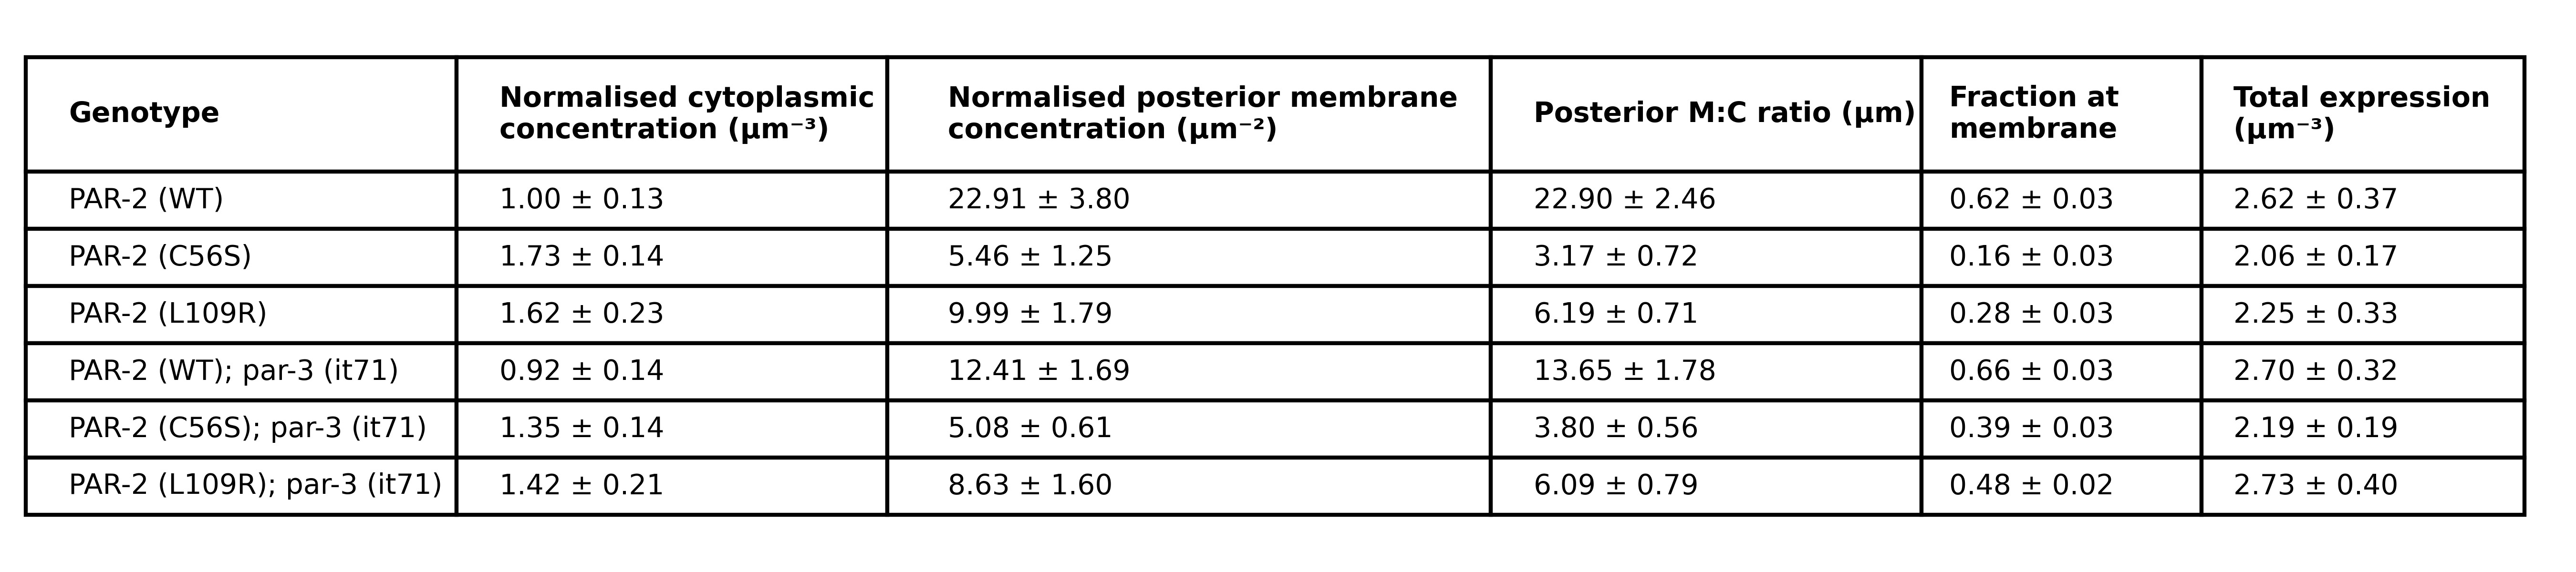 Genotype
Normalised cytoplasmic
concentration (µm⁻³)
Normalised posterior membrane
concentration (µm⁻²)
Posterior M:C ratio (µm)
Fraction at
membrane
Total expression
(µm⁻³)
PAR-2 (WT) 1.00 ± 0.13 22.91 ± 3.80 22.90 ± 2.46 0.62 ± 0.03 2.62 ± 0.37
PAR-2 (C56S) 1.73 ± 0.14 5.46 ± 1.25 3.17 ± 0.72 0.16 ± 0.03 2.06 ± 0.17
PAR-2 (L109R) 1.62 ± 0.23 9.99 ± 1.79 6.19 ± 0.71 0.28 ± 0.03 2.25 ± 0.33
PAR-2 (WT); par-3 (it71) 0.92 ± 0.14 12.41 ± 1.69 13.65 ± 1.78 0.66 ± 0.03 2.70 ± 0.32
PAR-2 (C56S); par-3 (it71) 1.35 ± 0.14 5.08 ± 0.61 3.80 ± 0.56 0.39 ± 0.03 2.19 ± 0.19
PAR-2 (L109R); par-3 (it71) 1.42 ± 0.21 8.63 ± 1.60 6.09 ± 0.79 0.48 ± 0.02 2.73 ± 0.40